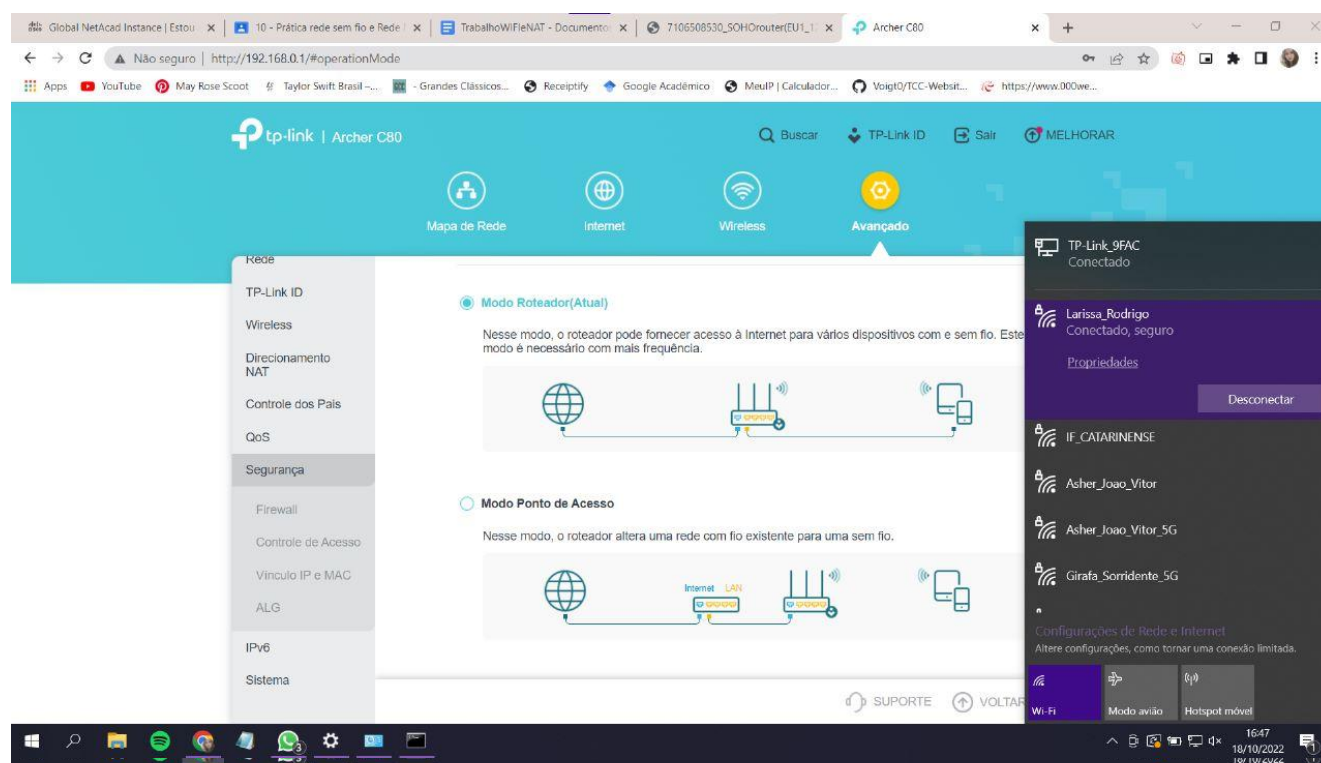 Global NetAcad Instance | Estou
10 - Prática rede sem fio e Rede
TrabalhoWiFieNAT - Documento
7106508530_SOHOrouter(EU1_1
Archer C80
Não seguro | http://192.168.0.1/#operationMode
Apps
YouTube
May Rose Scoot
Taylor Swift Brasil –...
- Grandes Clássicos...
Receiptify
Google Acadêmico
MeuIP | Calculador...
Voigt0/TCC-Websit...
https://www.000we...
tp-link | Archer C80
Buscar
TP-Link ID
Sair
MELHORAR
Mapa de Rede
Internet
Wireless
Avançado
Rede
TP-Link ID
Wireless
Direcionamento
NAT
Controle dos Pais
QoS
Segurança
Firewall
Controle de Acesso
Vínculo IP e MAC
ALG
IPv6
Sistema
Modo Roteador(Atual)
Nesse modo, o roteador pode fornecer acesso à Internet para vários dispositivos com e sem fio. Este
modo é necessário com mais frequência.
Modo Ponto de Acesso
Nesse modo, o roteador altera uma rede com fio existente para uma sem fio.
Internet LAN
SUPORTE
VOLTAR
TP-Link_9FAC
Conectado
Larissa_Rodrigo
Conectado, seguro
Propriedades
Desconectar
IF_CATARINENSE
Asher_Joao_Vitor
Asher_Joao_Vitor_5G
Girafa_Sorridente_5G
Configurações de Rede e Internet
Altere configurações, como tornar uma conexão limitada.
Wi-Fi
Modo avião
Hotspot móvel
3
16:47
18/10/2022
1